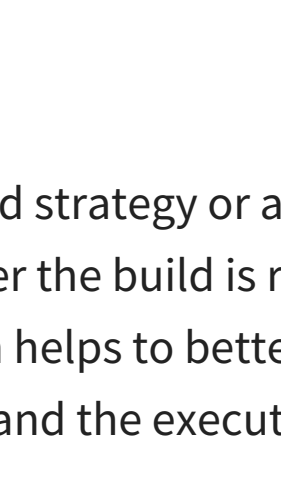 d strategy or a
er the build is r
helps to bette
and the execut